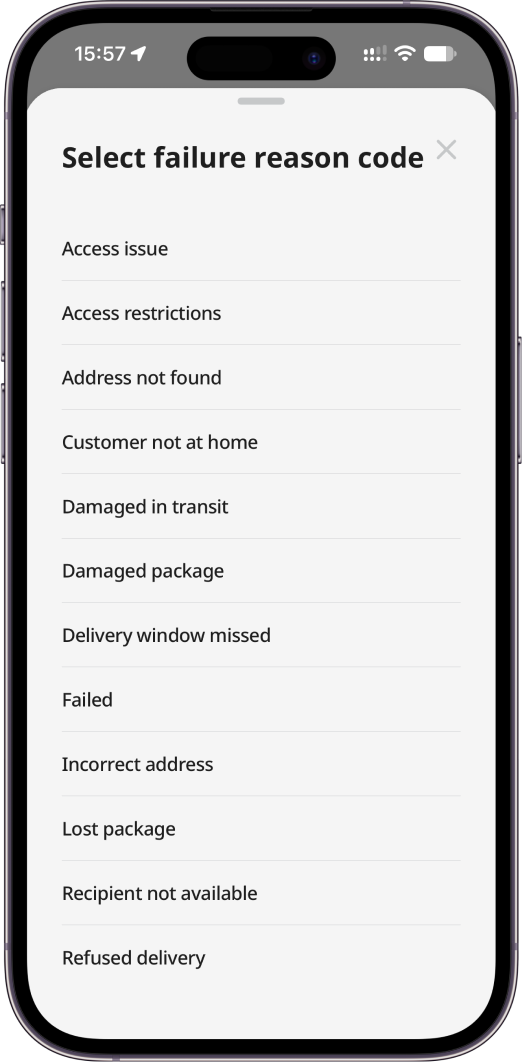 15:57
Select failure reason code
Access issue
Access restrictions
Address not found
Customer not at home
Damaged in transit
Damaged package
Delivery window missed
Failed
Incorrect address
Lost package
Recipient not available
Refused delivery